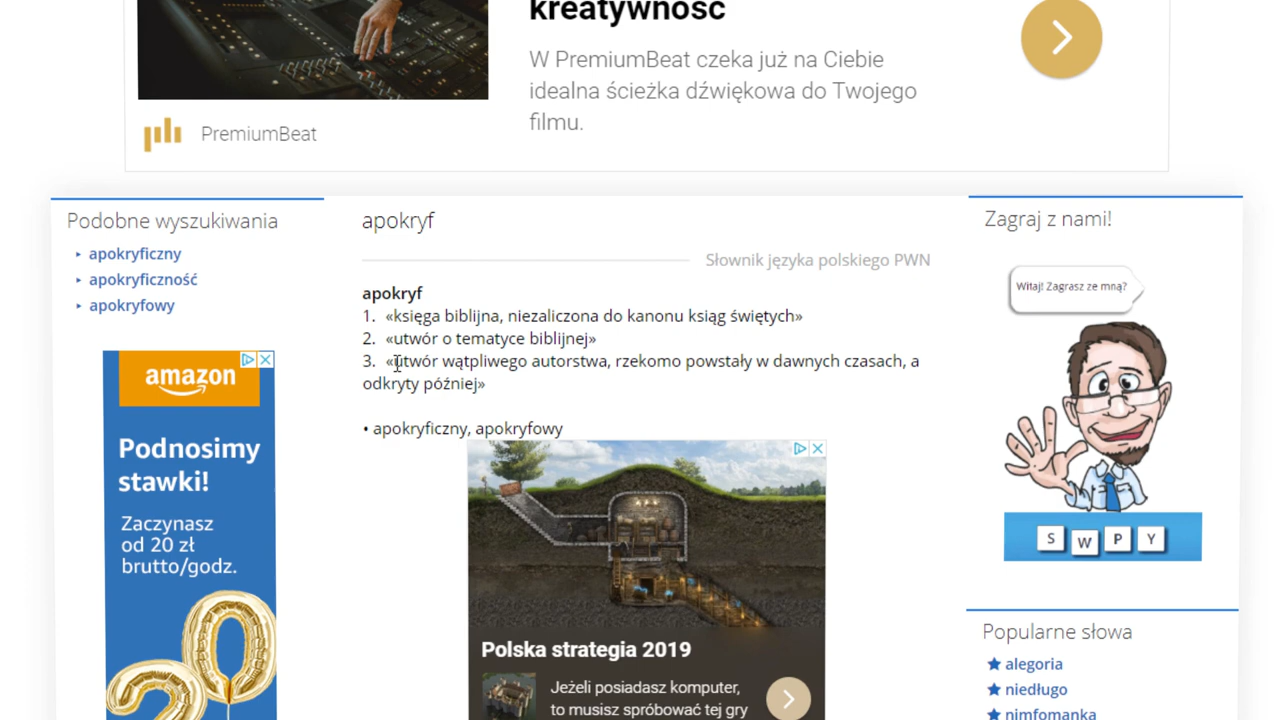 kreatywność
W PremiumBeat czeka już na Ciebie
idealna ścieżka dźwiękowa do Twojego
filmu.
PremiumBeat
Podobne wyszukiwania
apokryficzny
apokryficzność
apokryfowy
amazon
Podnosimy
stawki!
Zaczynasz
od 20 zł
brutto/godz.
20
apokryf
Słownik języka polskiego PWN
apokryf
1. «księga biblijna, niezaliczona do kanonu ksiąg świętych»
2. «utwór o tematyce biblijnej»
3. «utwór wątpliwego autorstwa, rzekomo powstały w dawnych czasach, a
odkryty później»
• apokryficzny, apokryfowy
Polska strategia 2019
Jeżeli posiadasz komputer,
to musisz spróbować tej gry
Zagraj z nami!
Witaj! Zagrasz ze mną?
S W P Y
Popularne słowa
alegoria
niedługo
nimfomanka